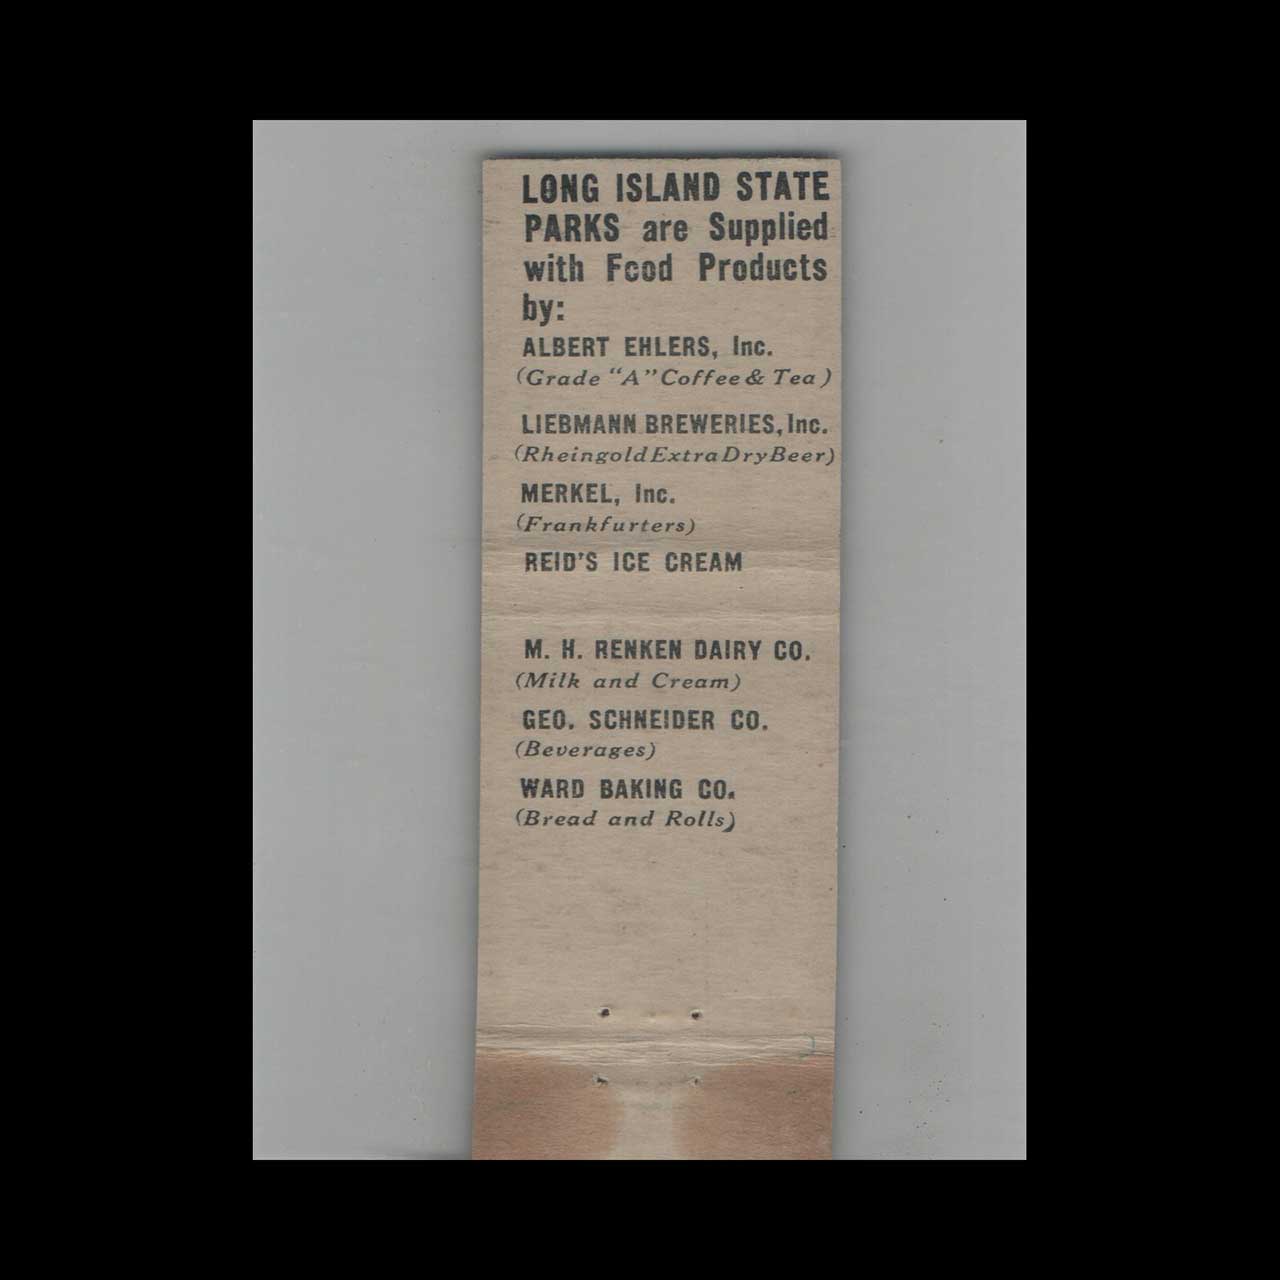 LONG ISLAND STATE
PARKS are Supplied
with Food Products
by:
ALBERT EHLERS, Inc.
(Grade "A" Coffee & Tea)
LIEBMANN BREWERIES, Inc.
(Rheingold Extra Dry Beer)
MERKEL, Inc.
(Frankfurters)
REID'S ICE CREAM
M. H. RENKEN DAIRY CO.
(Milk and Cream)
GEO. SCHNEIDER CO.
(Beverages)
WARD BAKING CO.
(Bread and Rolls)
2